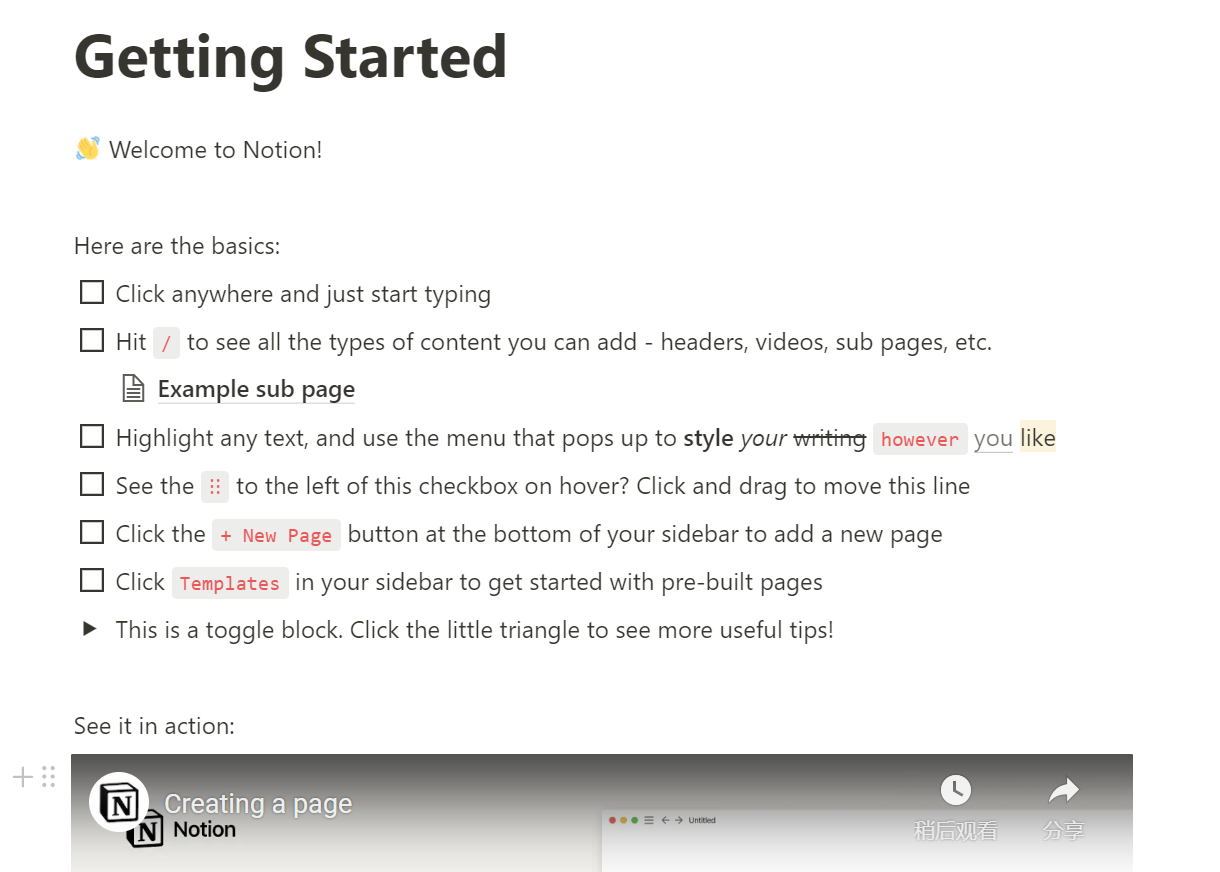 Getting Started
👋 Welcome to Notion!
Here are the basics:
Click anywhere and just start typing
Hit / to see all the types of content you can add - headers, videos, sub pages, etc.
Example sub page
Highlight any text, and use the menu that pops up to style your writing however you like
See the ⠿ to the left of this checkbox on hover? Click and drag to move this line
Click the + New Page button at the bottom of your sidebar to add a new page
Click Templates in your sidebar to get started with pre-built pages
This is a toggle block. Click the little triangle to see more useful tips!
See it in action:
Creating a page
Notion
Untitled
稍后观看
分享